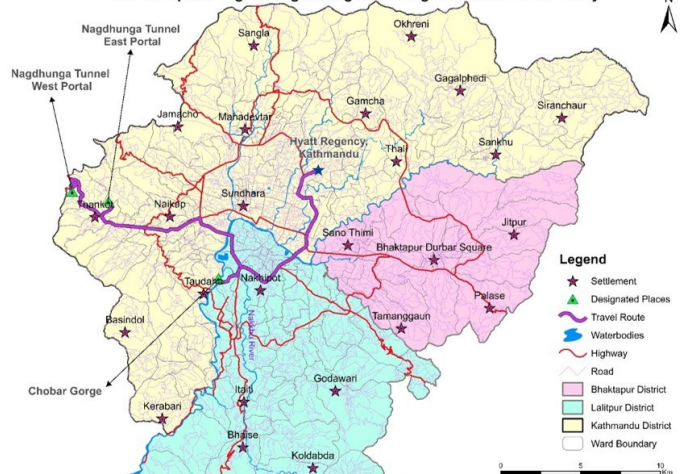 Nagdhunga Tunnel
East Portal
Nagdhunga Tunnel
West Portal
Sangla
Okhreni
N
Gagalphedi
Siranchaur
Jamacho
Mahadevtar
Gamcha
Hyatt Regency,
Kathmandu
Thali
Sankhu
Thankot
Naikap
Sundhara
Sano Thimi
Bhaktapur Durbar Square
Jitpur
Taudaha
Nakhipot
Palase
Basindol
Tamanggaun
Chobar Gorge
Kerabari
Itaiti
Godawari
Bhaise
Koldabda
Legend
Settlement
Designated Places
Travel Route
Waterbodies
Highway
Road
Bhaktapur District
Lalitpur District
Kathmandu District
Ward Boundary
0 5 10
Km